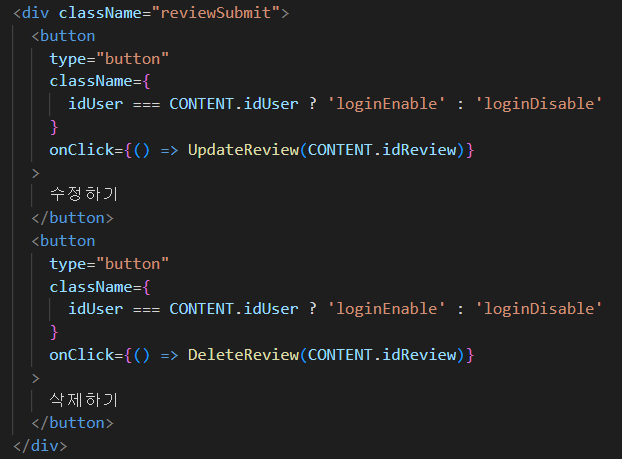 <div className="reviewSubmit">
<button
type="button"
className={
idUser === CONTENT.idUser ? 'loginEnable' : 'loginDisable'
}
onClick={() => UpdateReview(CONTENT.idReview)}
>
수정하기
</button>
<button
type="button"
className={
idUser === CONTENT.idUser ? 'loginEnable' : 'loginDisable'
}
onClick={() => DeleteReview(CONTENT.idReview)}
>
삭제하기
</button>
</div>